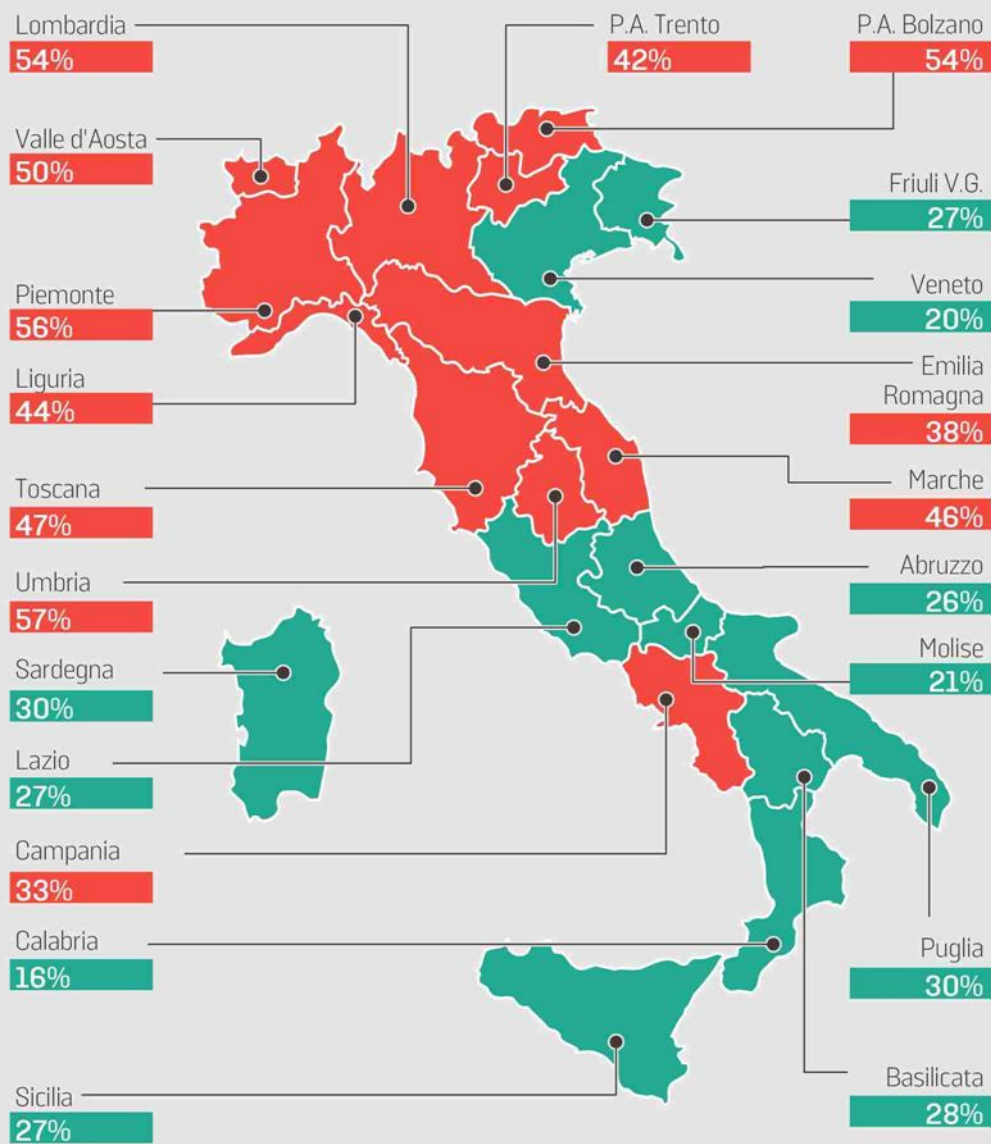 Lombardia
54%
Valle d'Aosta
50%
Piemonte
56%
Liguria
44%
Toscana
47%
Umbria
57%
Sardegna
30%
Lazio
27%
Campania
33%
Calabria
16%
Sicilia
27%
P.A. Trento
42%
P.A. Bolzano
54%
Friuli V.G.
27%
Veneto
20%
Emilia
Romagna
38%
Marche
46%
Abruzzo
26%
Molise
21%
Puglia
30%
Basilicata
28%